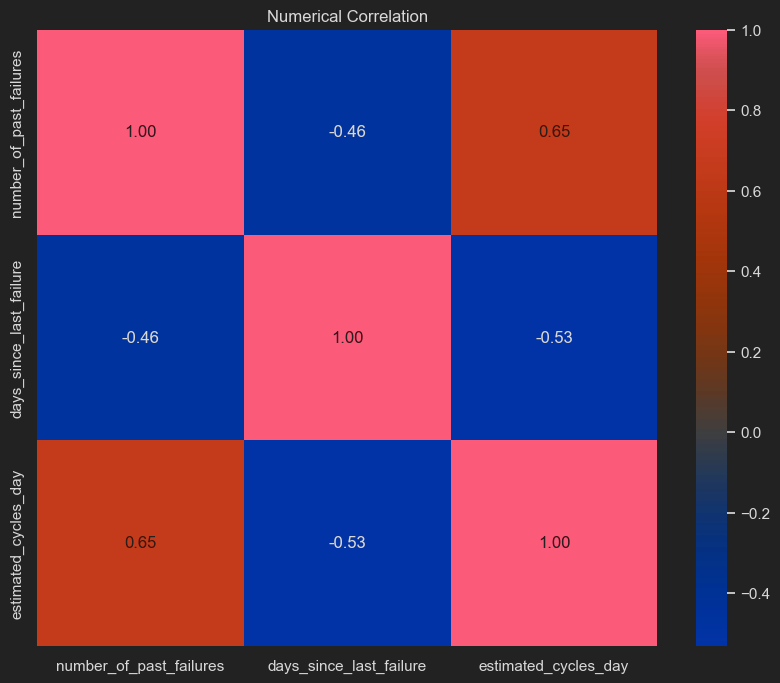 Numerical Correlation
number_of_past_failures
1.00
-0.46
0.65
days_since_last_failure
-0.46
1.00
-0.53
estimated_cycles_day
0.65
-0.53
1.00
number_of_past_failures
days_since_last_failure
estimated_cycles_day
1.0
0.8
0.6
0.4
0.2
0.0
−0.2
−0.4